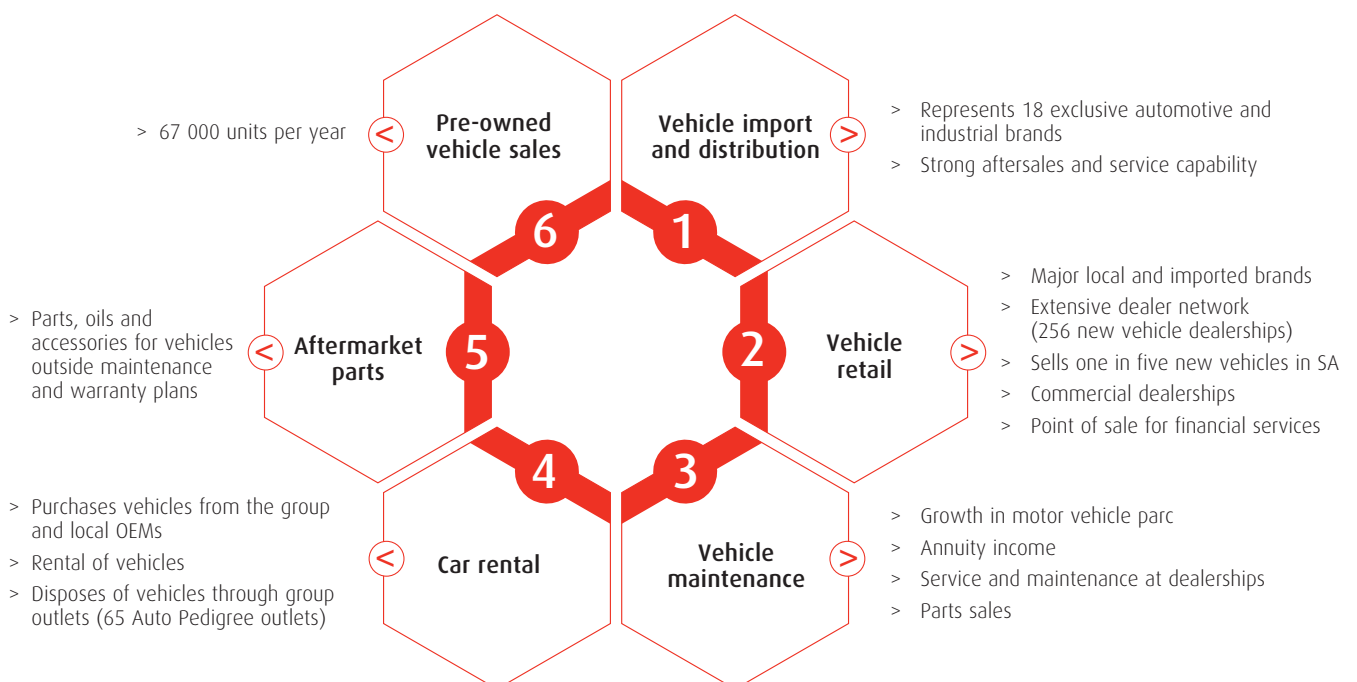 1
Vehicle import
and distribution
> Represents 18 exclusive automotive and
industrial brands
> Strong aftersales and service capability
2
Vehicle
retail
> Major local and imported brands
> Extensive dealer network
(256 new vehicle dealerships)
> Sells one in five new vehicles in SA
> Commercial dealerships
> Point of sale for financial services
3
Vehicle
maintenance
> Growth in motor vehicle parc
> Annuity income
> Service and maintenance at dealerships
> Parts sales
4
Car rental
> Purchases vehicles from the group
and local OEMs
> Rental of vehicles
> Disposes of vehicles through group
outlets (65 Auto Pedigree outlets)
5
Aftermarket
parts
> Parts, oils and
accessories for vehicles
outside maintenance
and warranty plans
6
Pre-owned
vehicle sales
> 67 000 units per year